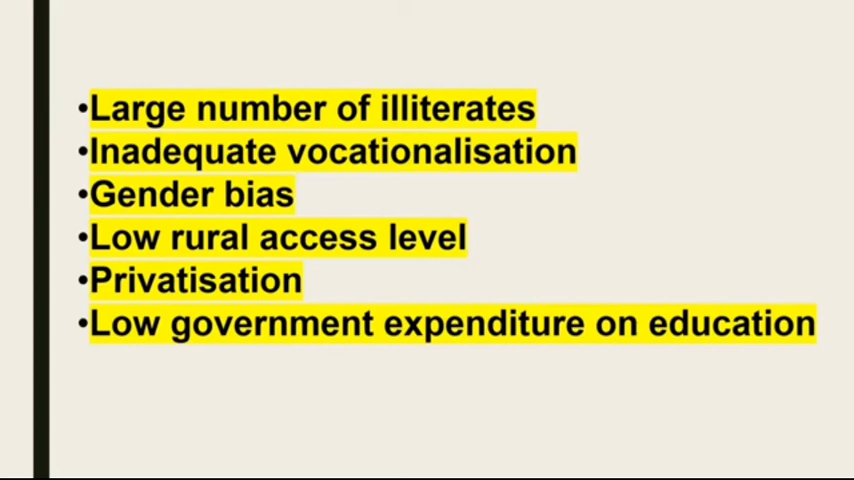 •Large number of illiterates
•Inadequate vocationalisation
•Gender bias
•Low rural access level
•Privatisation
•Low government expenditure on education